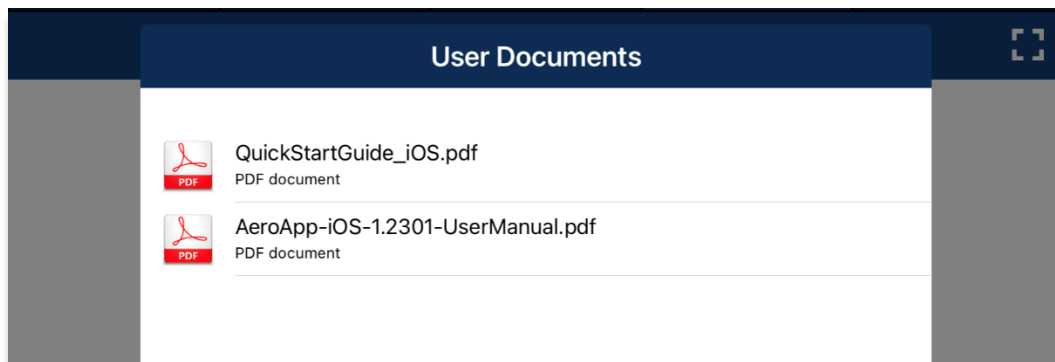 User Documents
PDF
QuickStartGuide_iOS.pdf
PDF document
PDF
AeroApp-iOS-1.2301-UserManual.pdf
PDF document